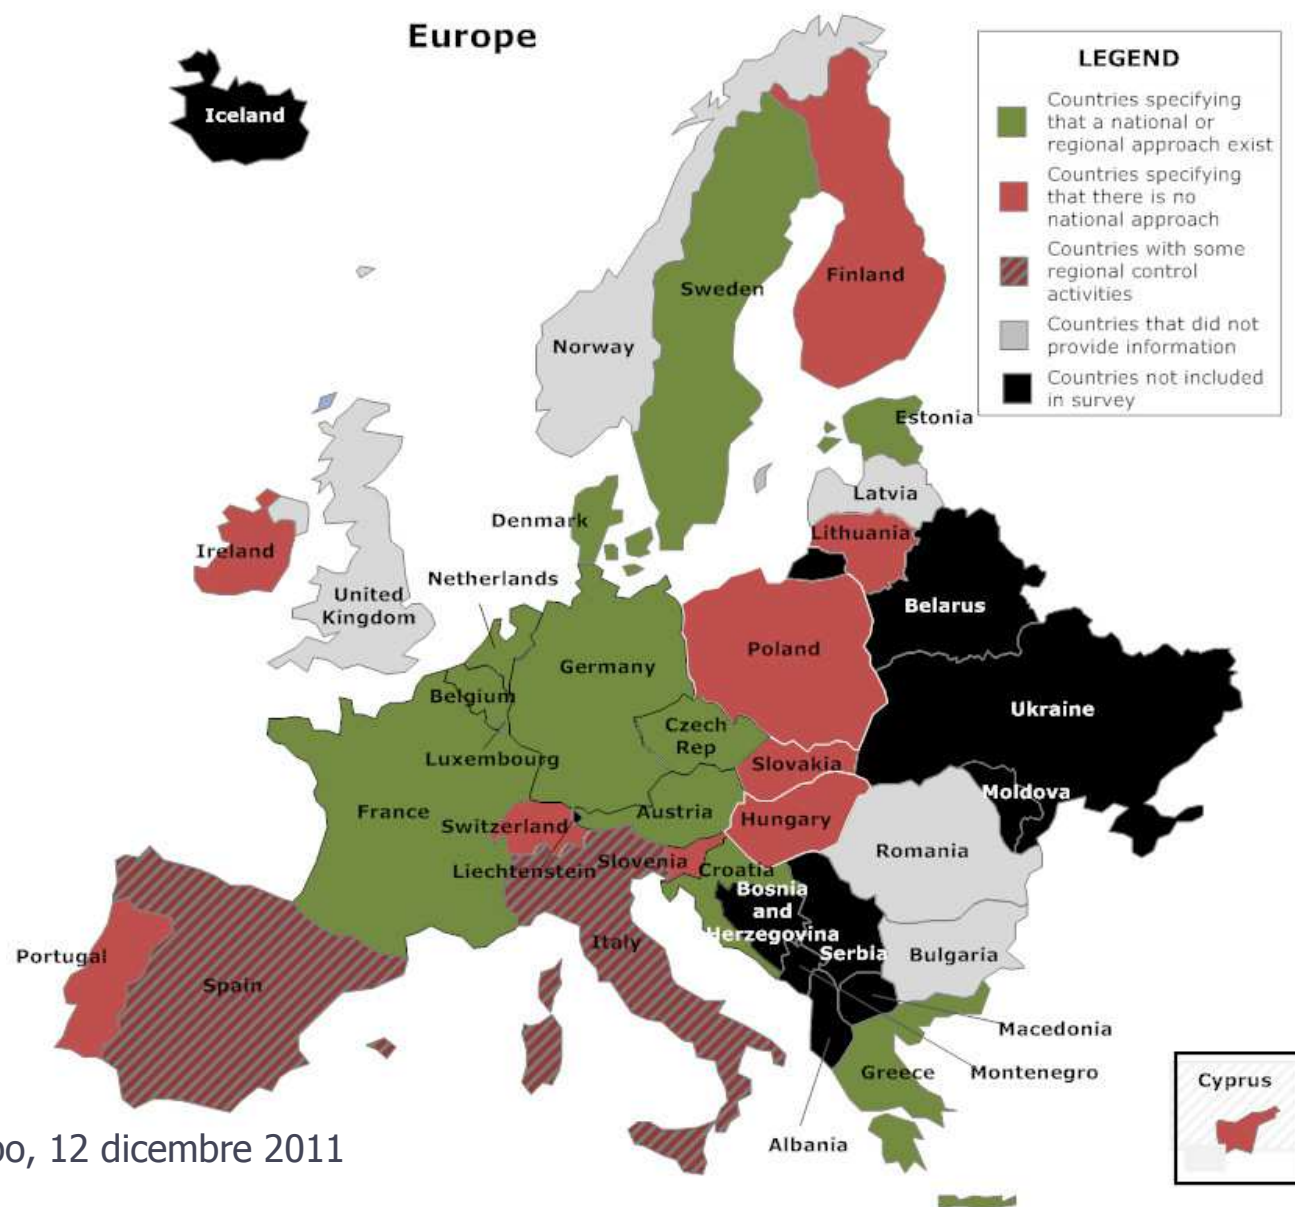 Europe
LEGEND
Countries specifying
that a national or
regional approach exist
Countries specifying
that there is no
national approach
Countries with some
regional control
activities
Countries that did not
provide information
Countries not included
in survey
Iceland
Sweden
Finland
Norway
Estonia
Latvia
Denmark
Lithuania
Ireland
Netherlands
United
Kingdom
Belarus
Poland
Germany
Belgium
Ukraine
Czech
Rep
Luxembourg
Slovakia
Moldova
France
Austria
Switzerland
Hungary
Romania
Liechtenstein
Slovenia
Croatia
Bosnia
and
Herzegovina
Italy
Serbia
Bulgaria
Portugal
Spain
Macedonia
Greece
Montenegro
Cyprus
Albania
12 dicembre 2011